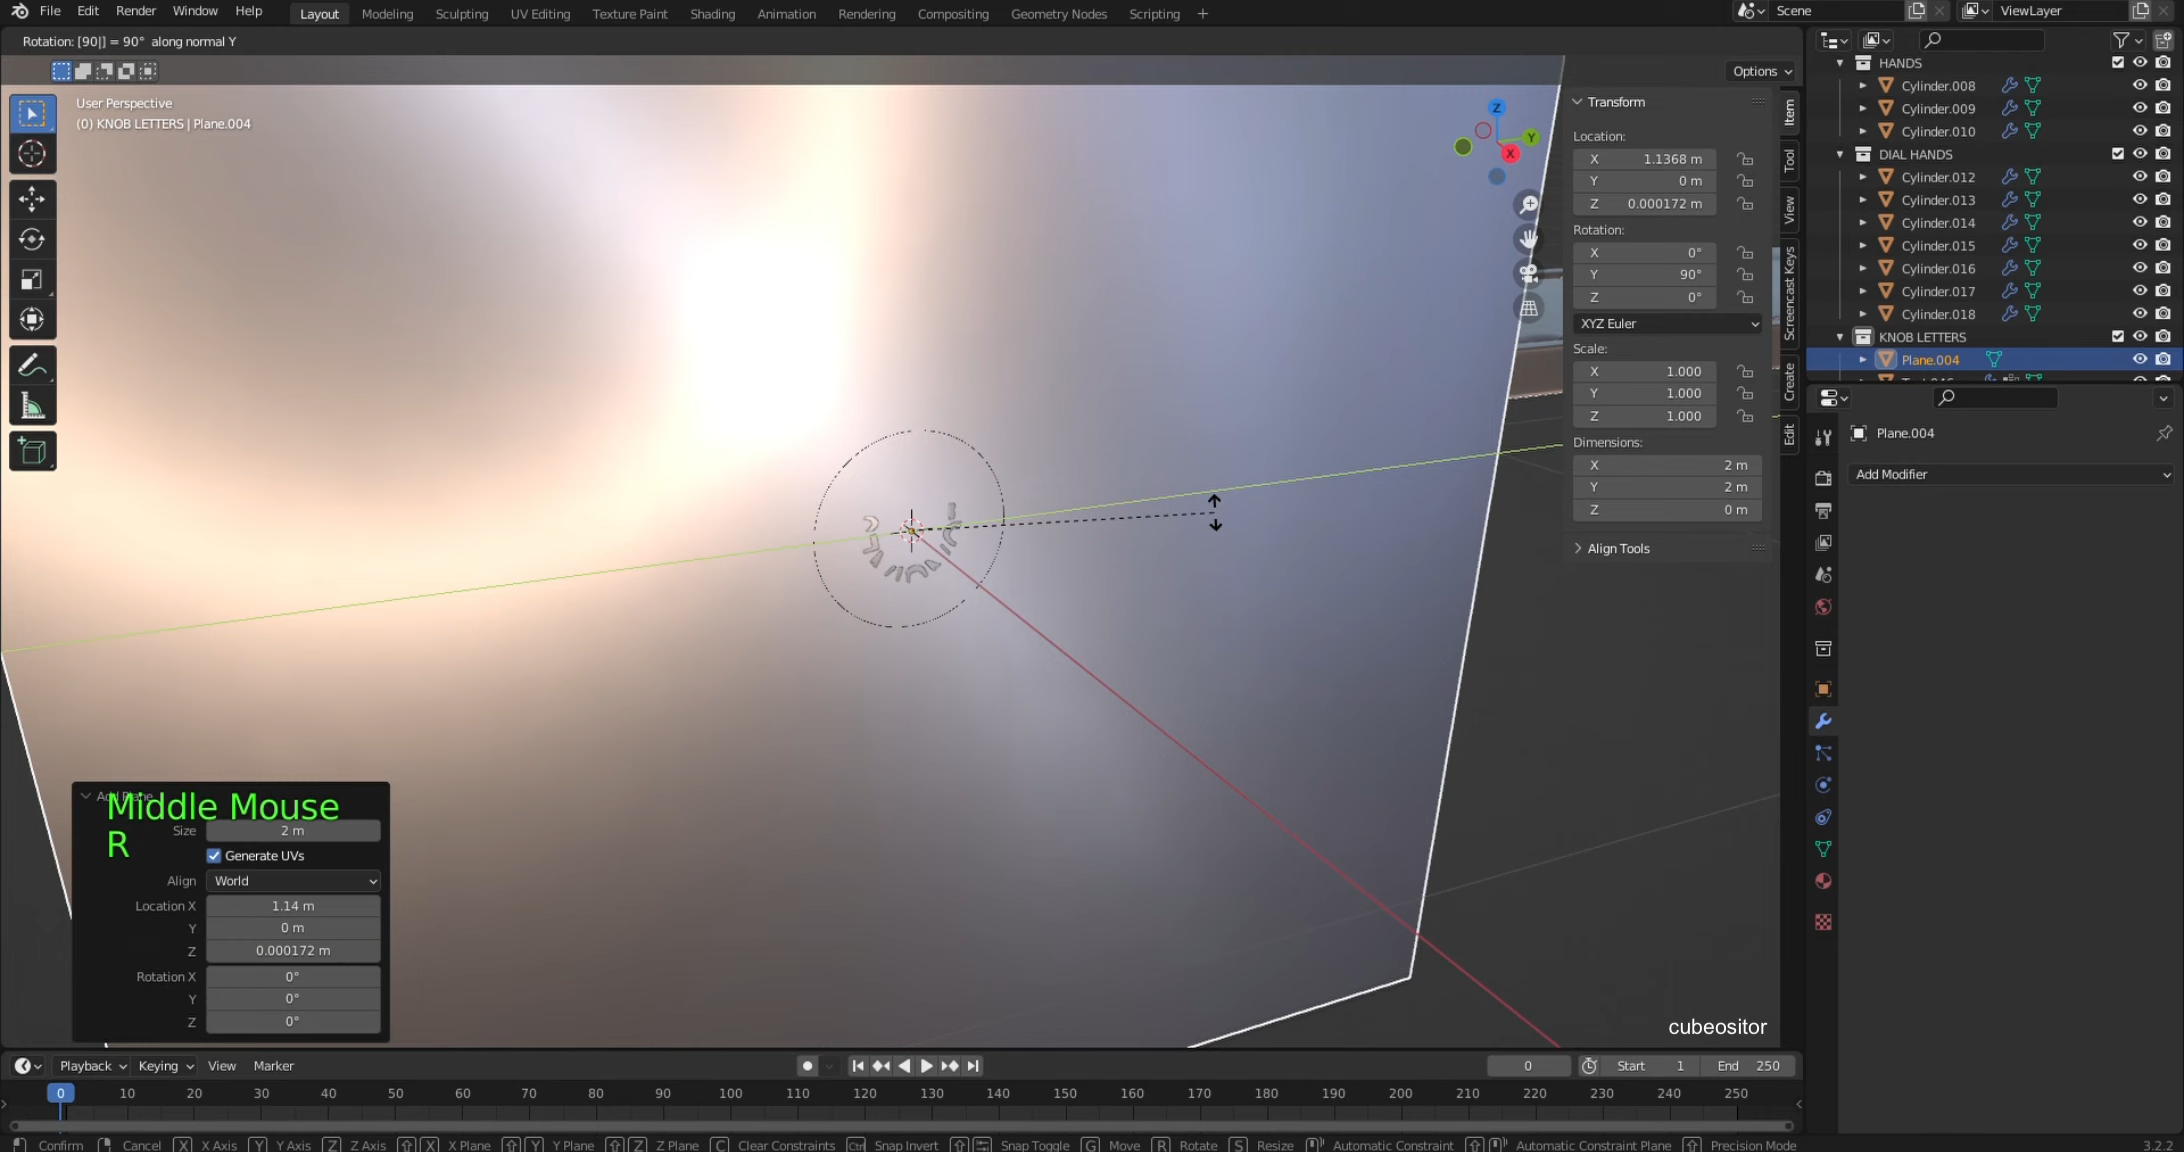 File Edit Render Window Help Layout Modeling Sculpting UV Editing Texture Paint Shading Animation Rendering Compositing Geometry Nodes Scripting + Scene ViewLayer
Rotation: [90|] = 90° along normal Y
Options
User Perspective
(0) KNOB LETTERS | Plane.004
Z
Y
X
Transform
Location:
X 1.1368 m
Y 0 m
Z 0.000172 m
Rotation:
X 0°
Y 90°
Z 0°
XYZ Euler
Scale:
X 1.000
Y 1.000
Z 1.000
Dimensions:
X 2 m
Y 2 m
Z 0 m
Align Tools
Item
Tool
View
Screencast Keys
Create
Edit
HANDS
Cylinder.008
Cylinder.009
Cylinder.010
DIAL HANDS
Cylinder.012
Cylinder.013
Cylinder.014
Cylinder.015
Cylinder.016
Cylinder.017
Cylinder.018
KNOB LETTERS
Plane.004
Plane.004
Add Modifier
Middle Mouse
R
Size 2 m
Generate UVs
Align World
Location X 1.14 m
Y 0 m
Z 0.000172 m
Rotation X 0°
Y 0°
Z 0°
cubeositor
Playback Keying View Marker 0 Start 1 End 250
0 10 20 30 40 50 60 70 80 90 100 110 120 130 140 150 160 170 180 190 200 210 220 230 240 250
Confirm Cancel X X Axis Y Y Axis Z Z Axis X X Plane Y Y Plane Z Z Plane C Clear Constraints Ctrl Snap Invert Snap Toggle G Move R Rotate S Resize Automatic Constraint Automatic Constraint Plane Precision Mode 3.2.2